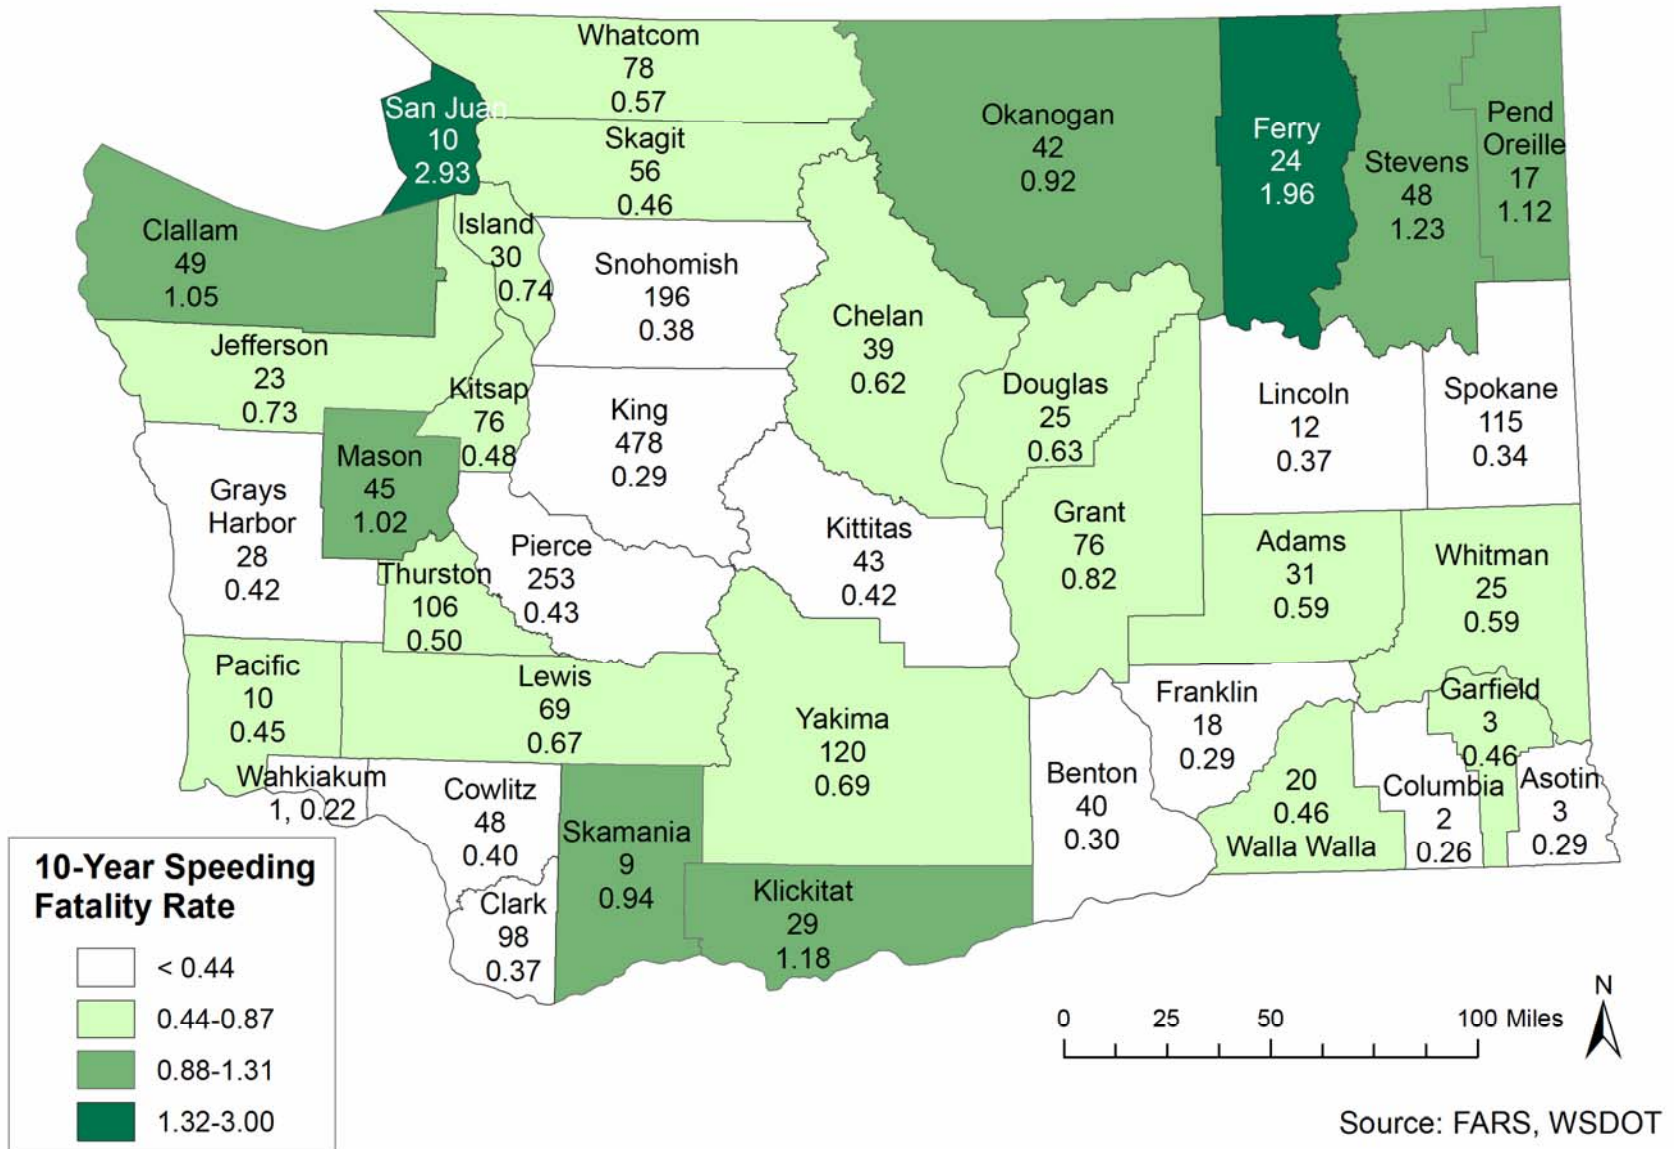 Whatcom
78
0.57
San Juan
10
2.93
Skagit
56
0.46
Okanogan
42
0.92
Ferry
24
1.96
Stevens
48
1.23
Pend
Oreille
17
1.12
Clallam
49
1.05
Island
30
0.74
Snohomish
196
0.38
Chelan
39
0.62
Jefferson
23
0.73
Kitsap
76
0.48
King
478
0.29
Douglas
25
0.63
Lincoln
12
0.37
Spokane
115
0.34
Mason
45
1.02
Grays
Harbor
28
0.42
Pierce
253
0.43
Kittitas
43
0.42
Grant
76
0.82
Adams
31
0.59
Whitman
25
0.59
Thurston
106
0.50
Pacific
10
0.45
Lewis
69
0.67
Yakima
120
0.69
Franklin
18
0.29
Garfield
3
0.46
Wahkiakum
1, 0.22
Cowlitz
48
0.40
Skamania
9
0.94
Benton
40
0.30
20
0.46
Walla Walla
Columbia
2
0.26
Asotin
3
0.29
Clark
98
0.37
Klickitat
29
1.18
10-Year Speeding
Fatality Rate
< 0.44
0.44-0.87
0.88-1.31
1.32-3.00
N
0 25 50 100 Miles
Source: FARS, WSDOT